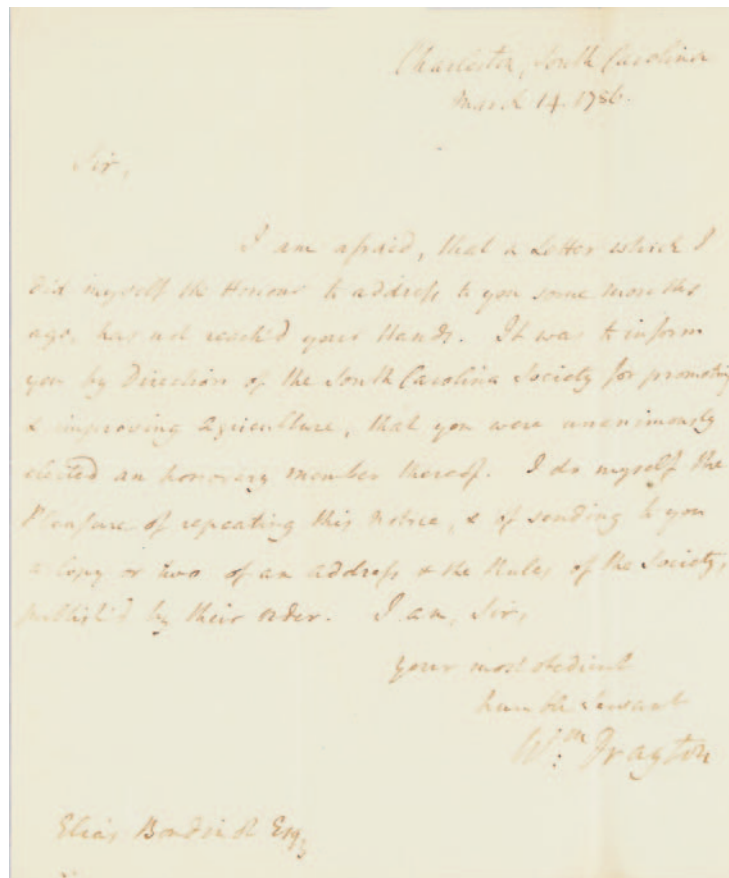 Charleston, South Carolina
March 14. 1786.
Sir,
I am afraid, that a Letter which I
did myself the Honour to address to you some months
ago, has not reach'd your Hands. It was to inform
you by Direction of the South Carolina Society for promoting
& improving Agriculture, that you were unanimously
elected an honorary member thereof. I do myself the
Pleasure of repeating this Notice, & of sending to you
a Copy or two of an address & the Rules of the Society,
publish'd by their order. I am, Sir,
your most obedient
humble Servant
Wm Drayton
Elias Esq